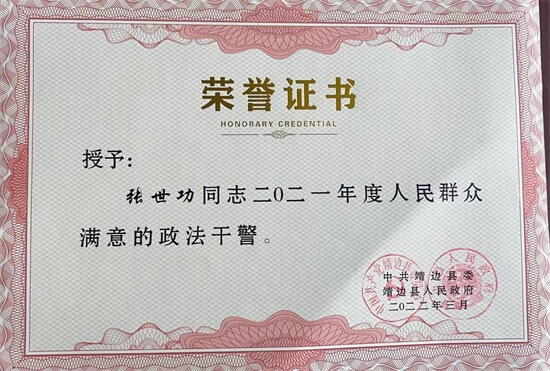 荣誉证书
HONORARY CREDENTIAL
授予：
张世功同志二〇二一年度人民群众
满意的政法干警。
中共靖边县委
靖边县人民政府
二〇二二年三月